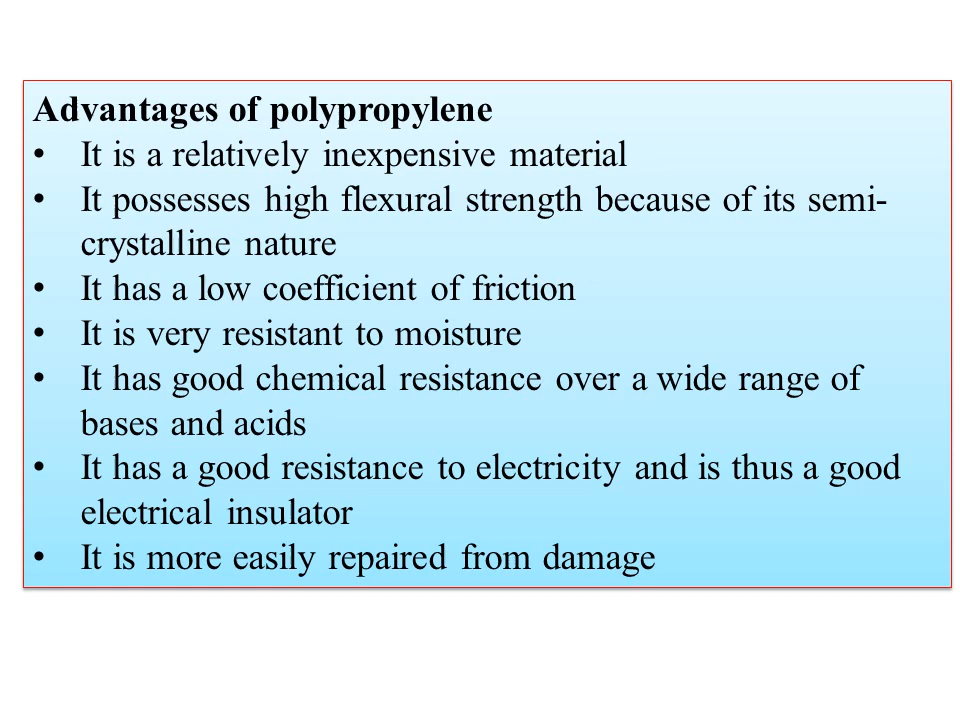 Advantages of polypropylene
• It is a relatively inexpensive material
• It possesses high flexural strength because of its semi-
crystalline nature
• It has a low coefficient of friction
• It is very resistant to moisture
• It has good chemical resistance over a wide range of
bases and acids
• It has a good resistance to electricity and is thus a good
electrical insulator
• It is more easily repaired from damage